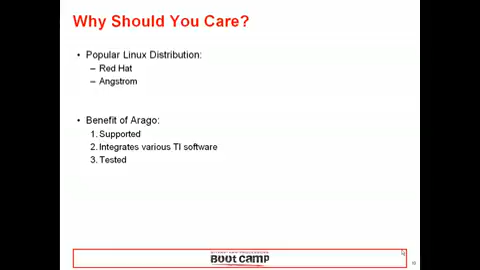 Why Should You Care?
• Popular Linux Distribution:
– Red Hat
– Angstrom
• Benefit of Arago:
1. Supported
2. Integrates various TI software
3. Tested
BOOT CAMP